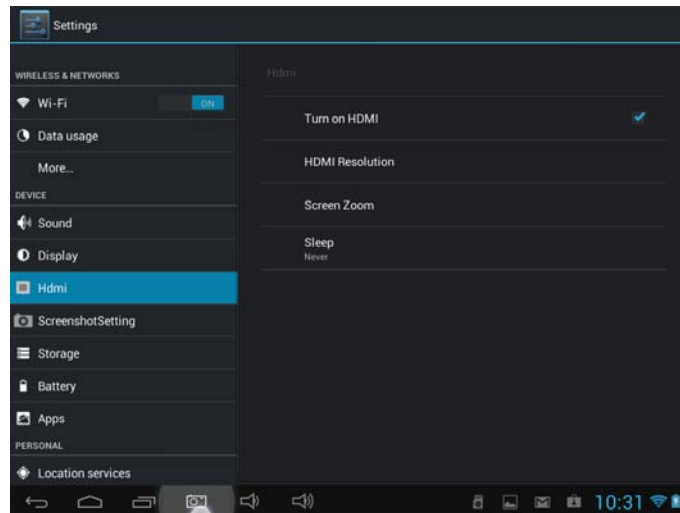 Settings
WIRELESS & NETWORKS
Wi-Fi ON
Data usage
More...
DEVICE
Sound
Display
Hdmi
ScreenshotSetting
Storage
Battery
Apps
PERSONAL
Location services
Hdmi
Turn on HDMI
HDMI Resolution
Screen Zoom
Sleep
Never
10:31